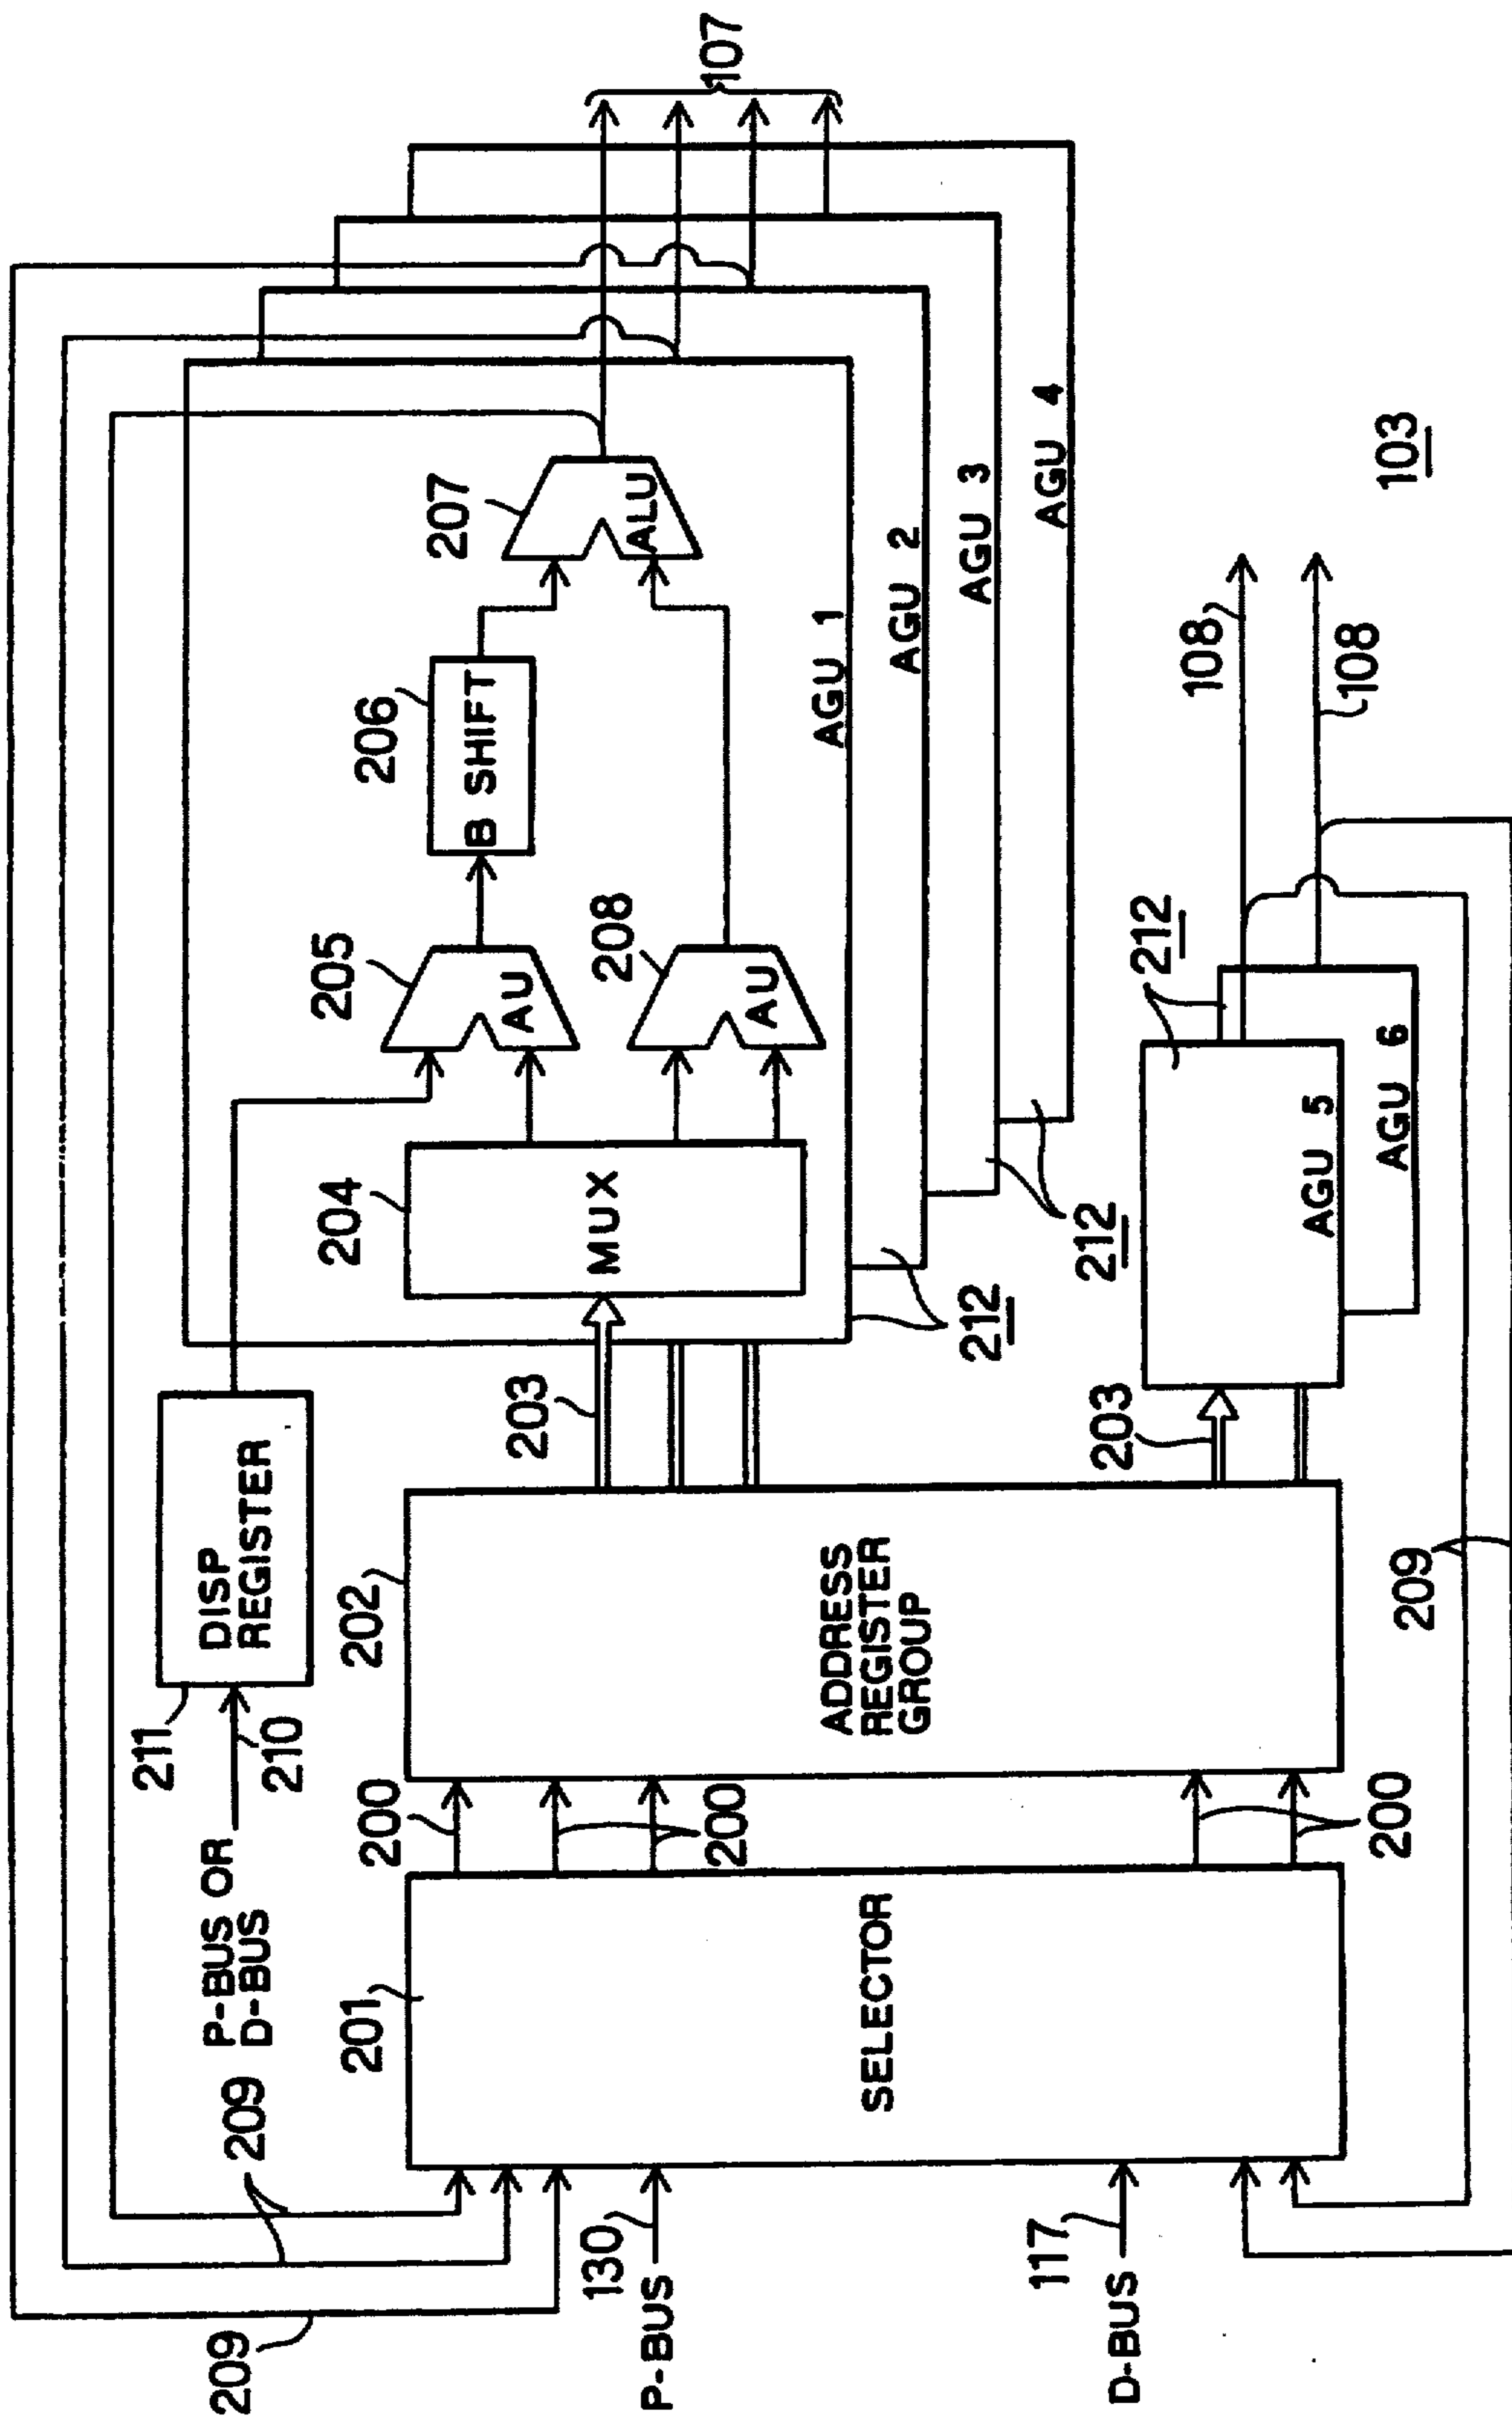 107
207
ALU
206
B SHIFT
205
AU
208
AU
204
MUX
AGU 1
AGU 2
AGU 3
AGU 4
212
212
103
211
DISP
REGISTER
210
P-BUS OR
D-BUS
209
209
203
202
ADDRESS
REGISTER
GROUP
200
200
200
201
SELECTOR
130
P-BUS
117
D-BUS
203
212
AGU 5
AGU 6
108
108
209